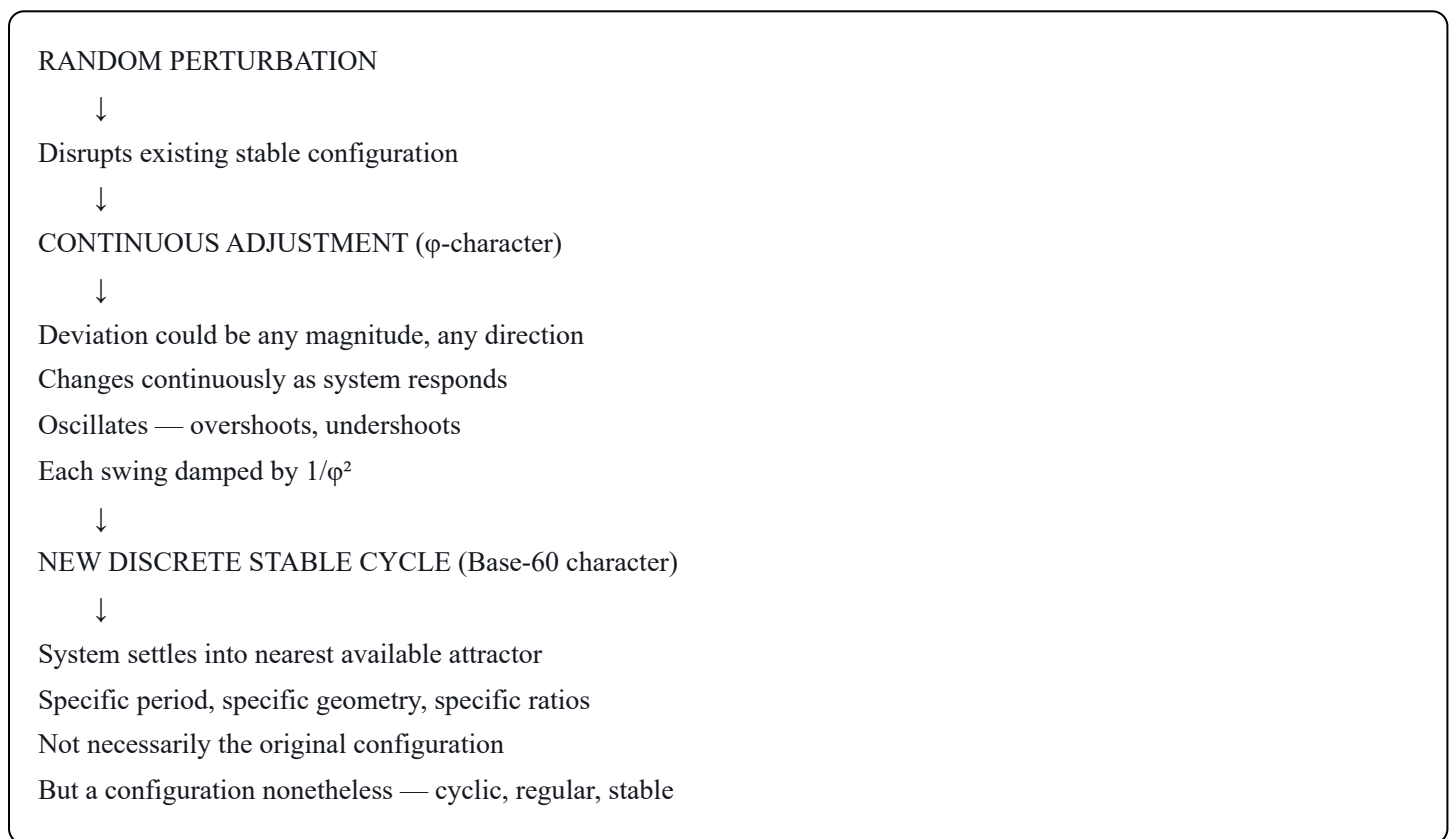 RANDOM PERTURBATION
↓
Disrupts existing stable configuration
↓
CONTINUOUS ADJUSTMENT (φ-character)
↓
Deviation could be any magnitude, any direction
Changes continuously as system responds
Oscillates — overshoots, undershoots
Each swing damped by 1/φ²
↓
NEW DISCRETE STABLE CYCLE (Base-60 character)
↓
System settles into nearest available attractor
Specific period, specific geometry, specific ratios
Not necessarily the original configuration
But a configuration nonetheless — cyclic, regular, stable